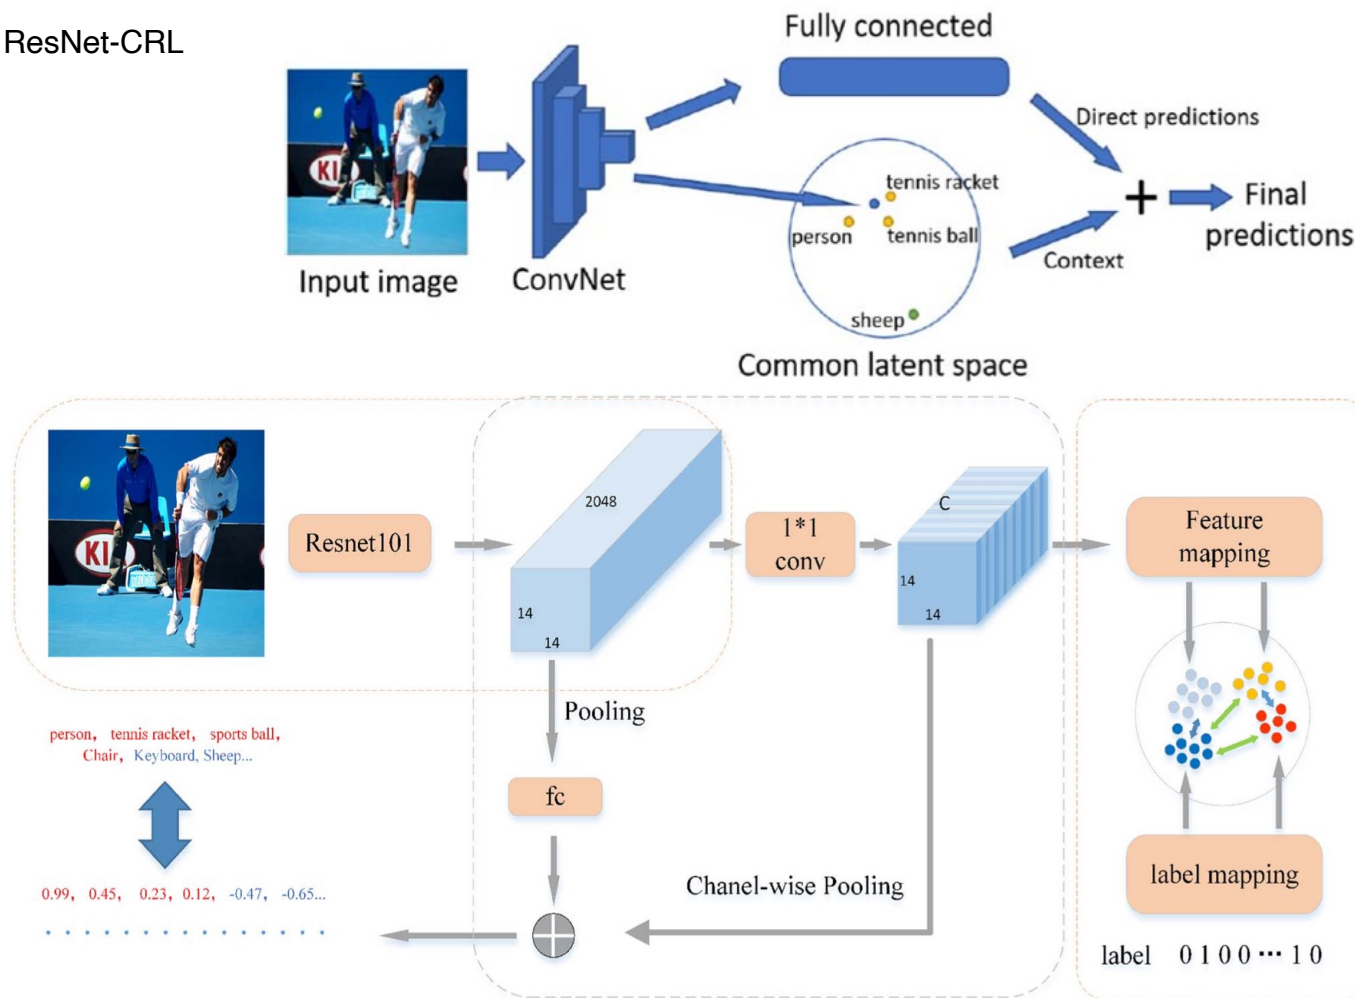 ResNet-CRL
Fully connected
Direct predictions
tennis racket
person
tennis ball
sheep
Context
+
Final
predictions
KI
Input image
ConvNet
Common latent space
2048
14
14
Resnet101
1*1
conv
C
14
14
Feature
mapping
KI
Pooling
person, tennis racket, sports ball,
Chair, Keyboard, Sheep...
fc
0.99, 0.45, 0.23, 0.12, -0.47, -0.65...
Chanel-wise Pooling
label mapping
label 0 1 0 0 ··· 1 0